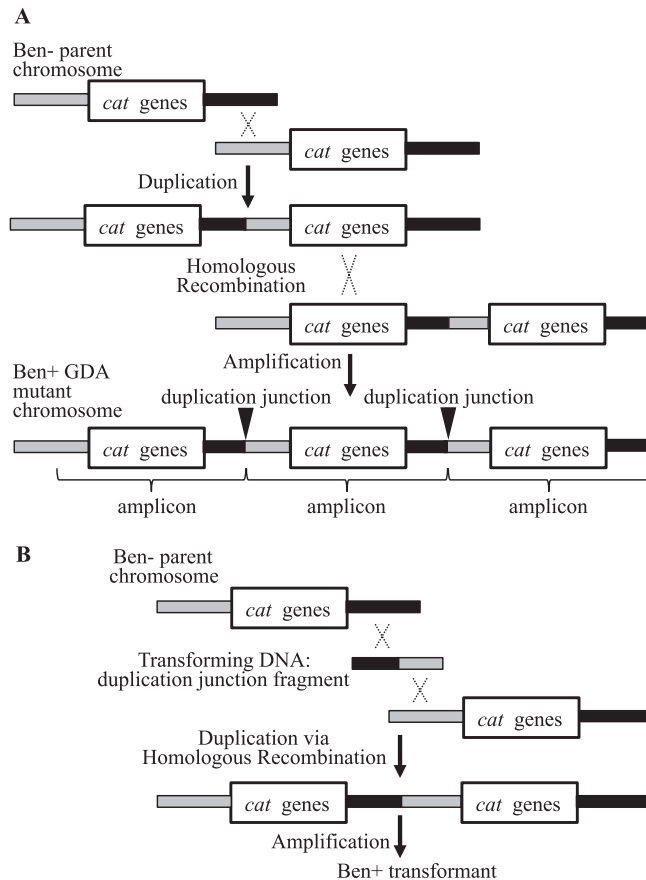 A
Ben- parent
chromosome
cat genes
cat genes
Duplication
cat genes
cat genes
Homologous
Recombination
cat genes
cat genes
Amplification
Ben+ GDA
mutant
chromosome
duplication junction
duplication junction
cat genes
cat genes
cat genes
amplicon
amplicon
amplicon
B
Ben- parent
chromosome
cat genes
Transforming DNA:
duplication junction fragment
cat genes
Duplication via
Homologous Recombination
cat genes
cat genes
Amplification
Ben+ transformant